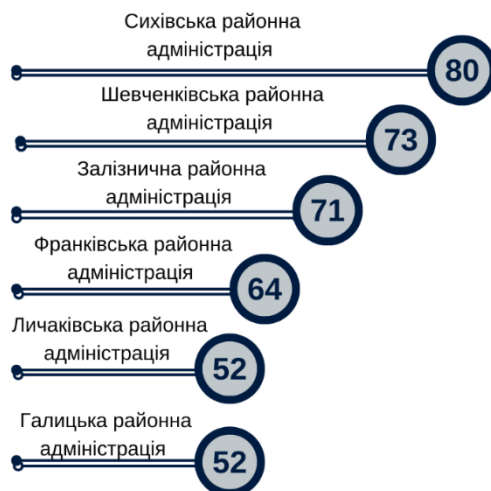 Сихівська районна
адміністрація
80
Шевченківська районна
адміністрація
73
Залізнична районна
адміністрація
71
Франківська районна
адміністрація
64
Личаківська районна
адміністрація
52
Галицька районна
адміністрація
52